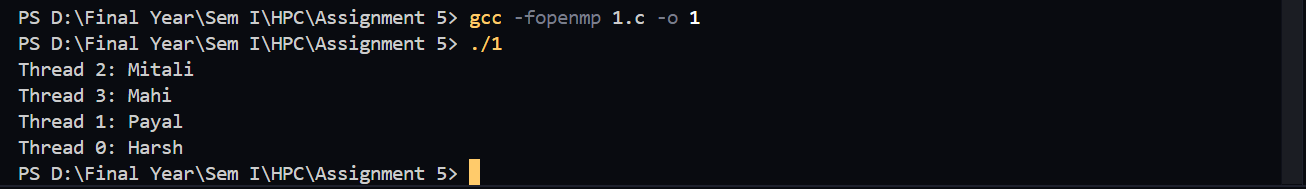 PS D:\Final Year\Sem I\HPC\Assignment 5> gcc -fopenmp 1.c -o 1
PS D:\Final Year\Sem I\HPC\Assignment 5> ./1
Thread 2: Mitali
Thread 3: Mahi
Thread 1: Payal
Thread 0: Harsh
PS D:\Final Year\Sem I\HPC\Assignment 5>